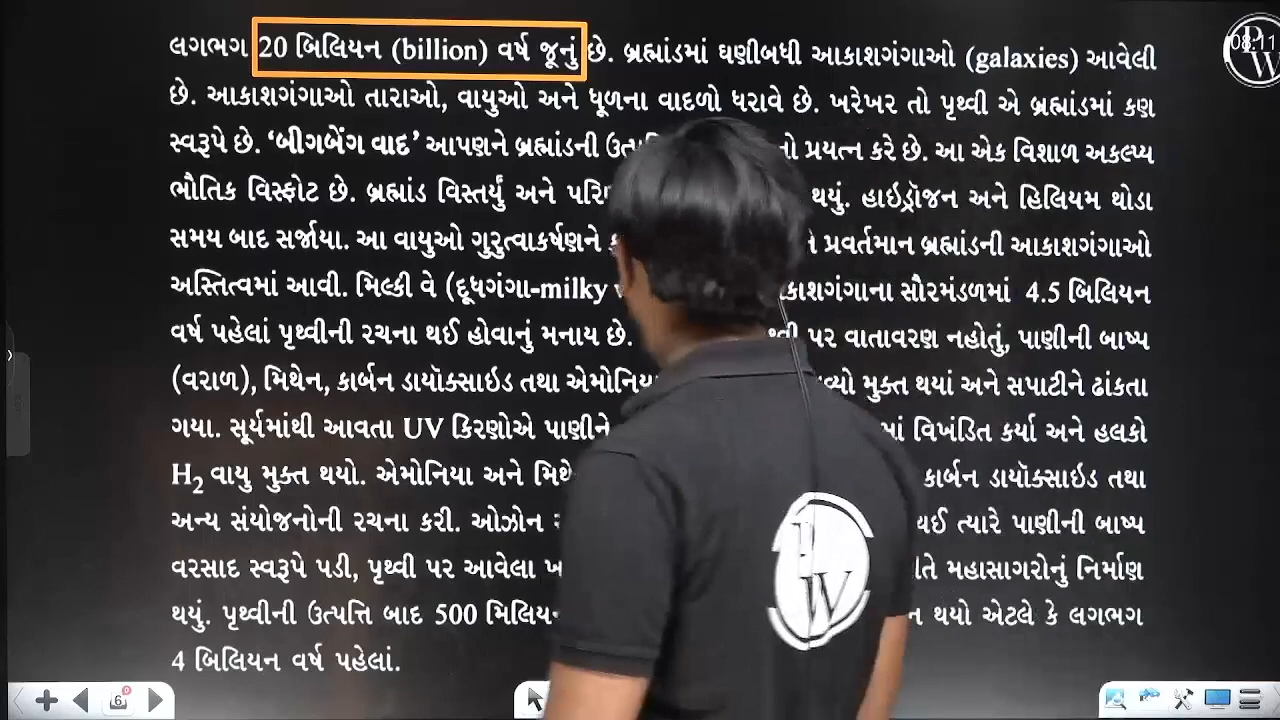 લગભગ 20 બિલિયન (billion) વર્ષ જૂનું છે. બ્રહ્માંડમાં ઘણીબધી આકાશગંગાઓ (galaxies) આવેલી
છે. આકાશગંગાઓ તારાઓ, વાયુઓ અને ધૂળના વાદળો ધરાવે છે. ખરેખર તો પૃથ્વી એ બ્રહ્માંડમાં કણ
સ્વરૂપે છે. ‘બીગબેંગ વાદ’ આપણને બ્રહ્માંડની પ્રયત્ન કરે છે. આ એક વિશાળ અકલ્પ્ય
ભૌતિક વિસ્ફોટ છે. બ્રહ્માંડ વિસ્તર્યું અને થયું. હાઇડ્રૉજન અને હિલિયમ થોડા
સમય બાદ સર્જાયા. આ વાયુઓ ગુરુત્વાકર્ષણને પ્રવર્તમાન બ્રહ્માંડની આકાશગંગાઓ
અસ્તિત્વમાં આવી. મિલ્કી વે (દૂધગંગા-milky સૌરમંડળમાં 4.5 બિલિયન
વર્ષ પહેલાં પૃથ્વીની રચના થઈ હોવાનું મનાય છે. પર વાતાવરણ નહોતું, પાણીની બાષ્પ
(વરાળ), મિથેન, કાર્બન ડાયૉક્સાઇડ તથા મુક્ત થયાં અને સપાટીને ઢાંકતા
ગયા. સૂર્યમાંથી આવતા UV કિરણોએ પાણીને વિખંડિત કર્યા અને હલકો
H₂ વાયુ મુક્ત થયો. એમોનિયા અને કાર્બન ડાયૉક્સાઇડ તથા
અન્ય સંયોજનોની રચના કરી. ઓઝોન થઈ ત્યારે પાણીની બાષ્પ
વરસાદ સ્વરૂપે પડી, પૃથ્વી પર આવેલા મહાસાગરોનું નિર્માણ
થયું. પૃથ્વીની ઉત્પત્તિ બાદ 500 થયો એટલે કે લગભગ
4 બિલિયન વર્ષ પહેલાં.
08:11
PW
6